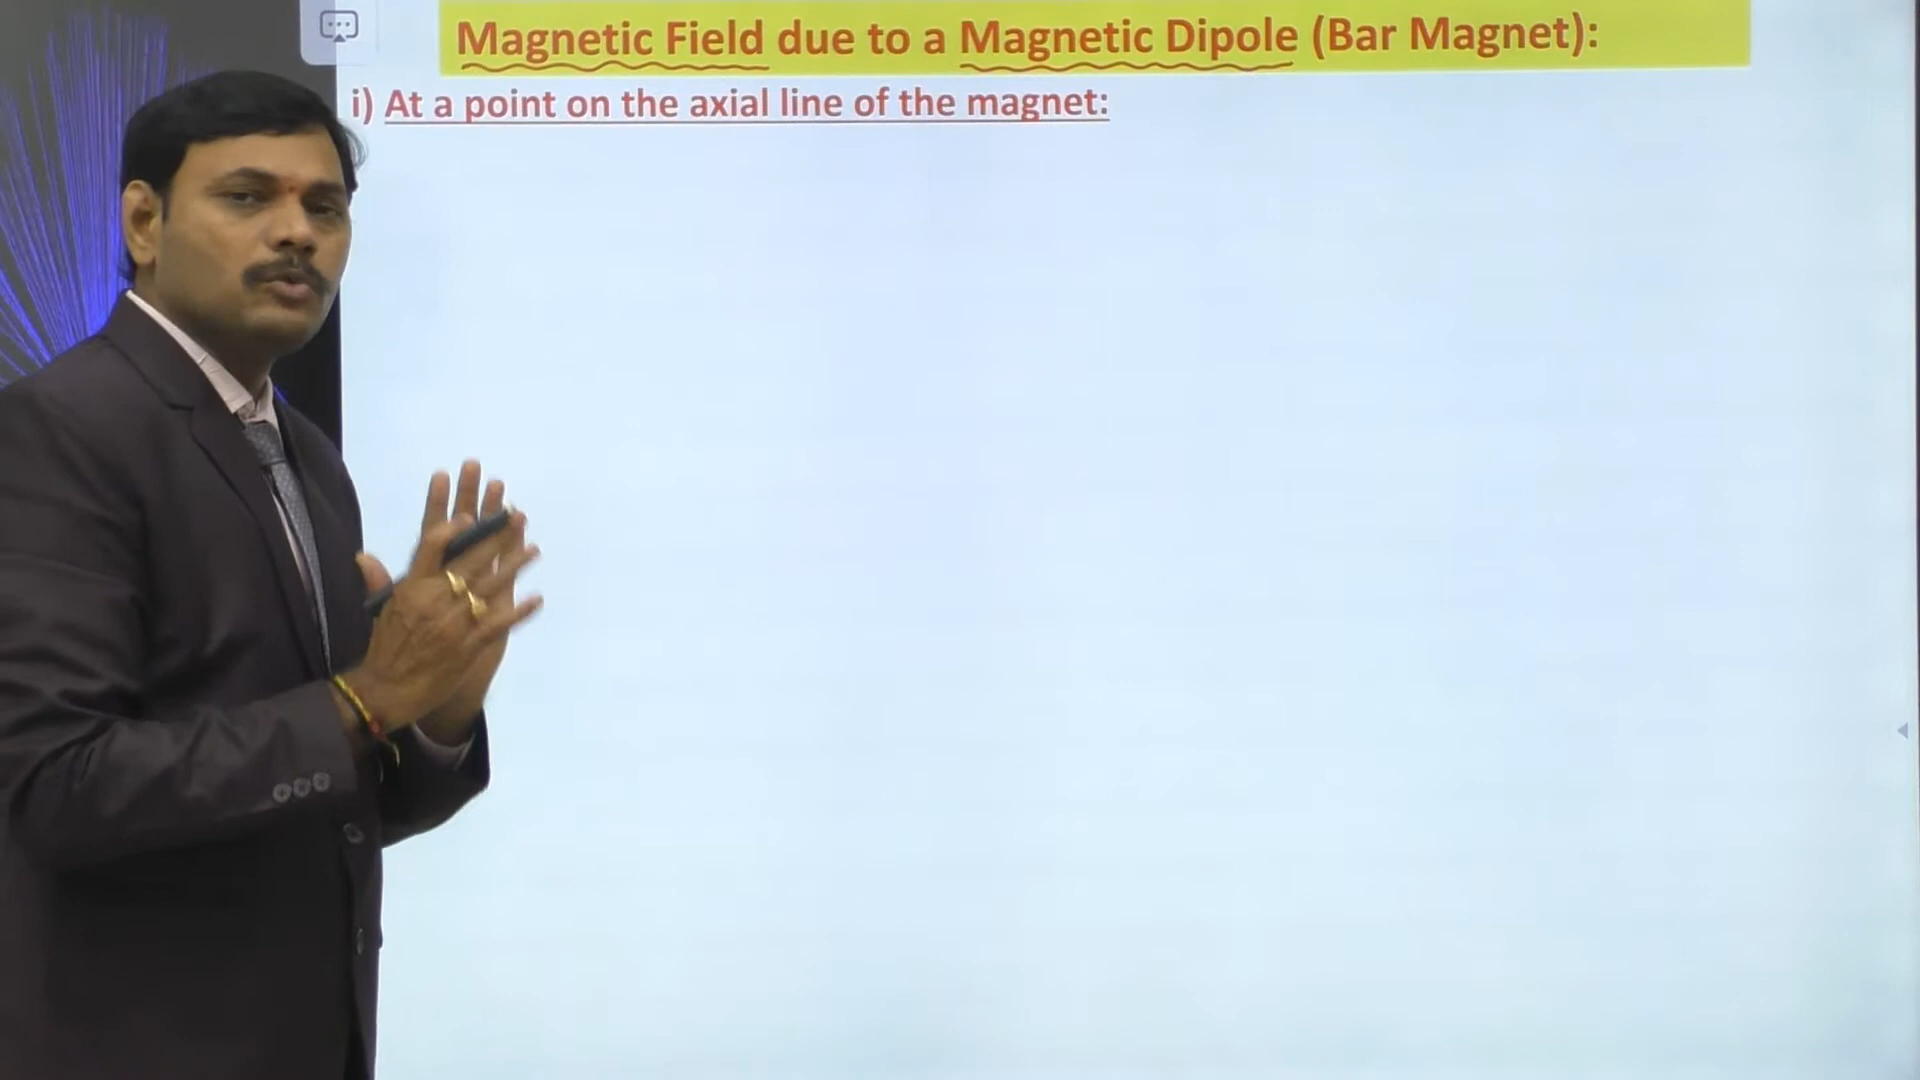 Magnetic Field due to a Magnetic Dipole (Bar Magnet):
i) At a point on the axial line of the magnet: